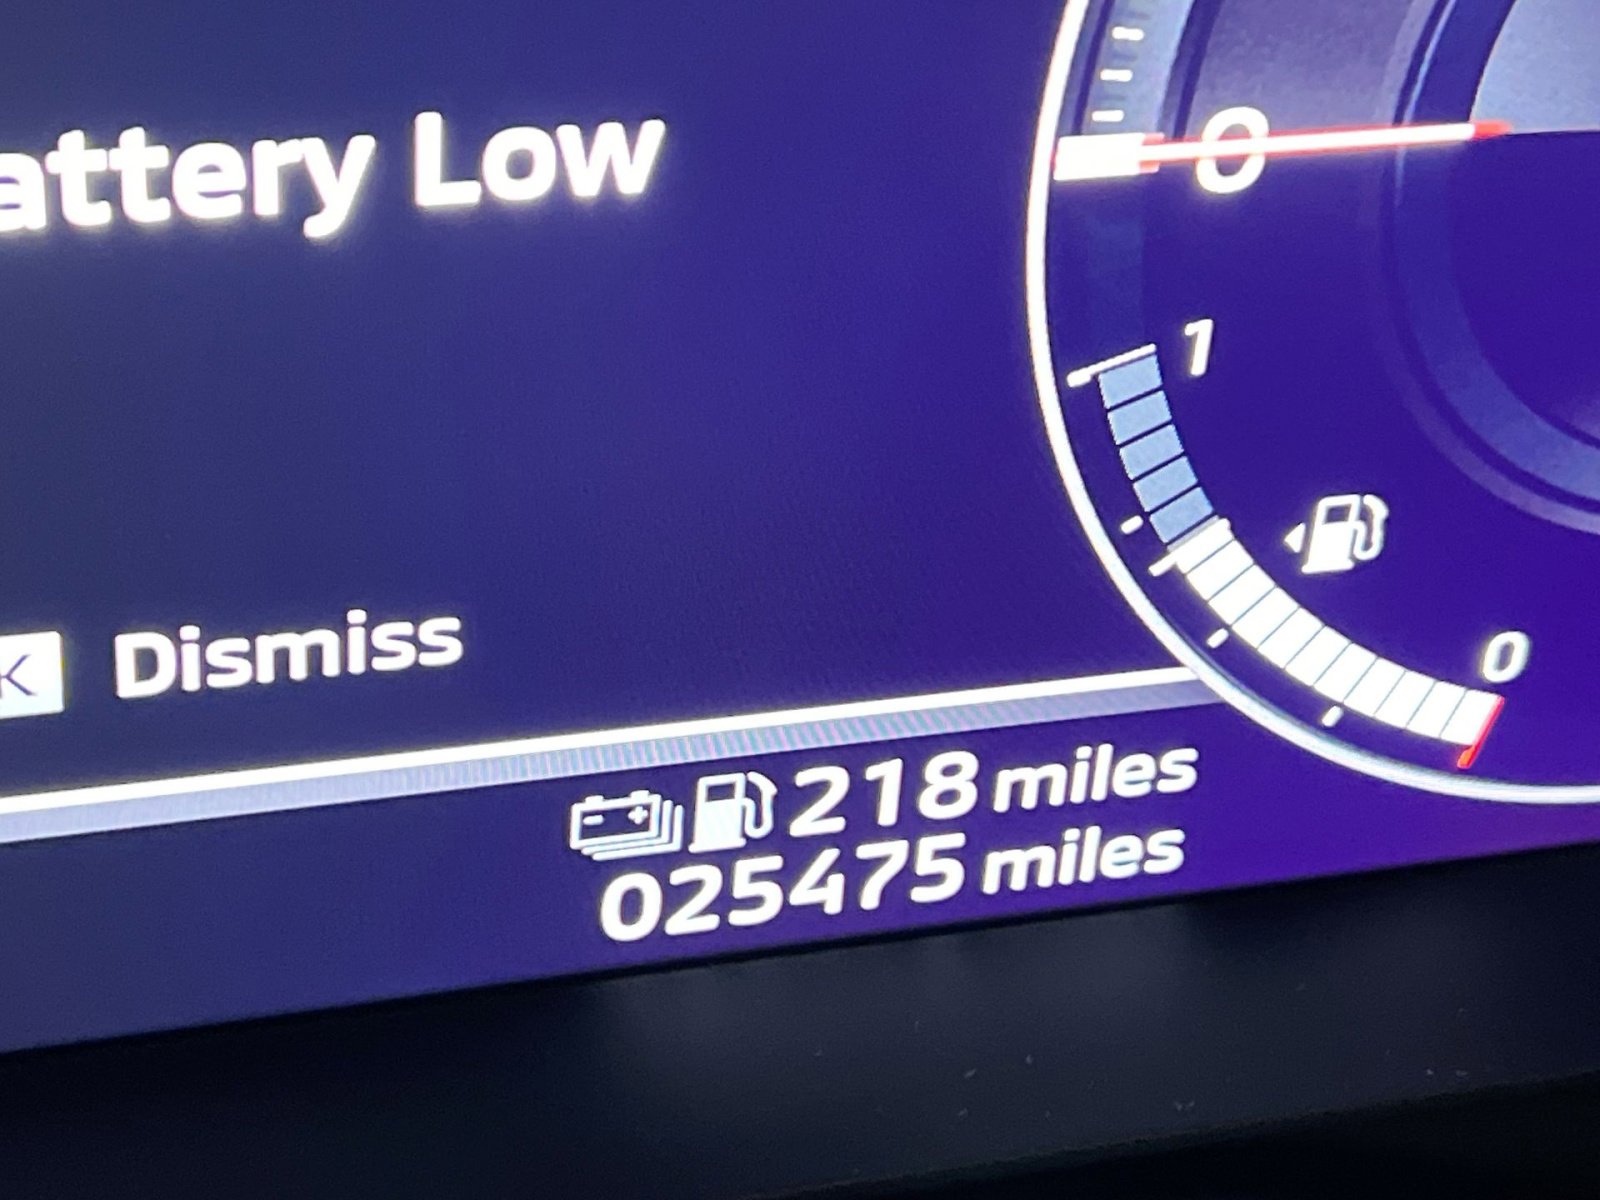 attery Low
0
1
K Dismiss
0
218 miles
025475 miles